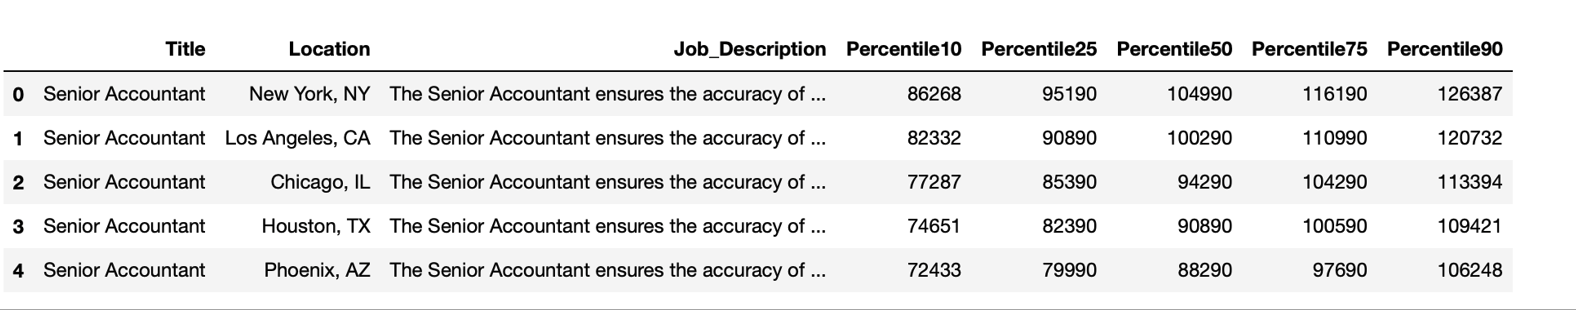 Title Location Job_Description Percentile10 Percentile25 Percentile50 Percentile75 Percentile90
0 Senior Accountant New York, NY The Senior Accountant ensures the accuracy of ... 86268 95190 104990 116190 126387
1 Senior Accountant Los Angeles, CA The Senior Accountant ensures the accuracy of ... 82332 90890 100290 110990 120732
2 Senior Accountant Chicago, IL The Senior Accountant ensures the accuracy of ... 77287 85390 94290 104290 113394
3 Senior Accountant Houston, TX The Senior Accountant ensures the accuracy of ... 74651 82390 90890 100590 109421
4 Senior Accountant Phoenix, AZ The Senior Accountant ensures the accuracy of ... 72433 79990 88290 97690 106248